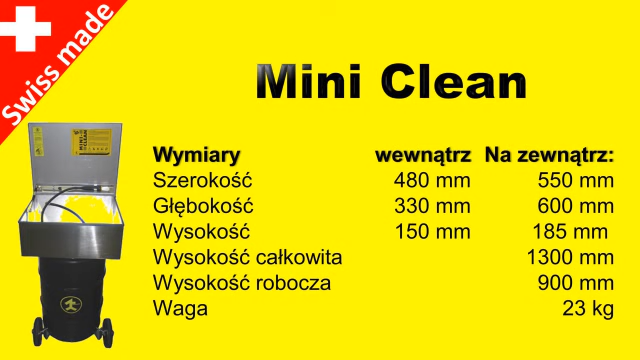 Swiss made
Mini Clean
Wymiary wewnątrz Na zewnątrz:
Szerokość 480 mm 550 mm
Głębokość 330 mm 600 mm
Wysokość 150 mm 185 mm
Wysokość całkowita 1300 mm
Wysokość robocza 900 mm
Waga 23 kg
MINI-CLEAN